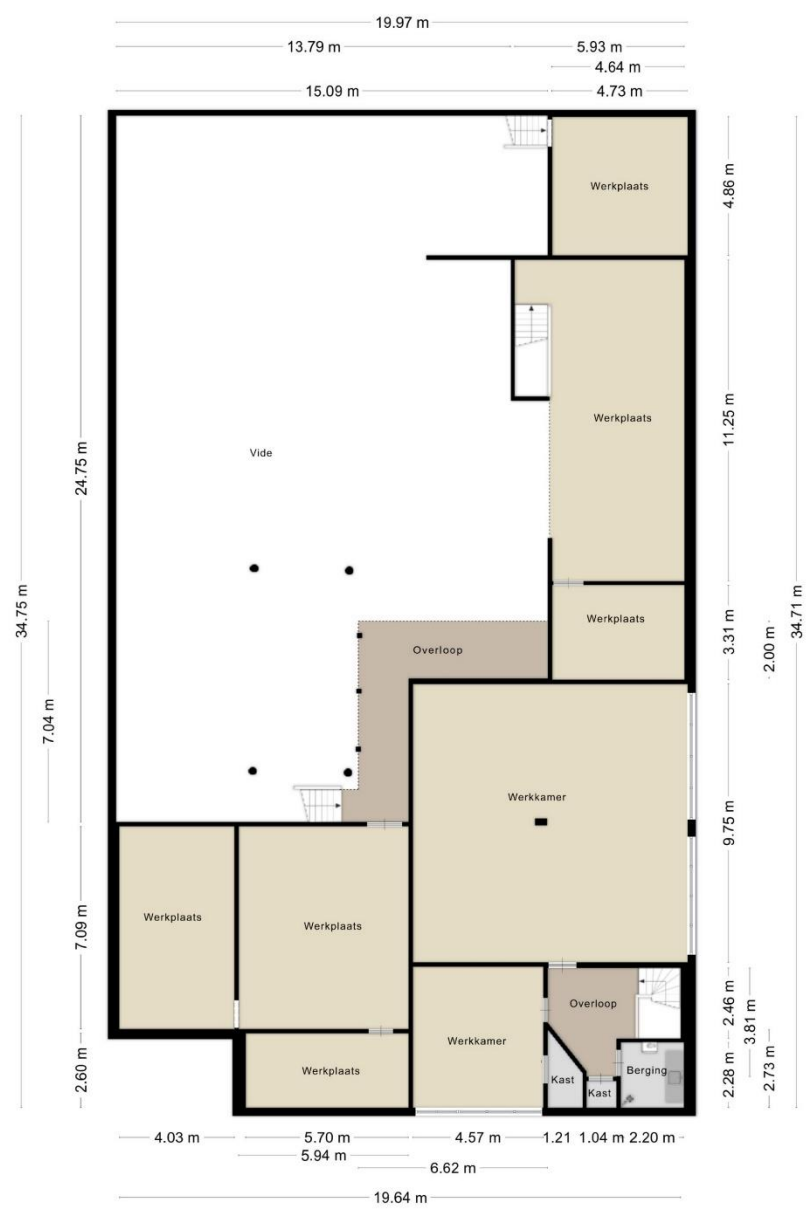 19.97 m
13.79 m
5.93 m
4.64 m
15.09 m
4.73 m
Werkplaats
4.86 m
Werkplaats
11.25 m
Vide
24.75 m
34.75 m
34.71 m
Werkplaats
3.31 m
2.00 m
Overloop
7.04 m
Werkkamer
9.75 m
Werkplaats
Werkplaats
7.09 m
Overloop
2.46 m
3.81 m
Werkkamer
Werkplaats
2.60 m
Kast
Kast
Berging
2.28 m
2.73 m
4.03 m
5.70 m
4.57 m
1.21
1.04 m
2.20 m
5.94 m
6.62 m
19.64 m